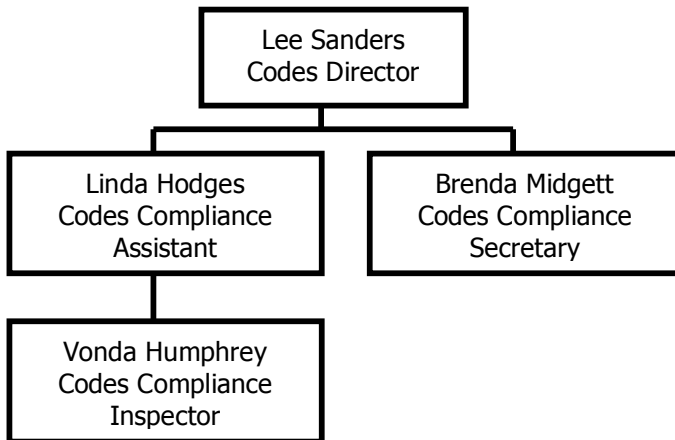 Lee Sanders
Codes Director
Linda Hodges
Codes Compliance
Assistant
Brenda Midgett
Codes Compliance
Secretary
Vonda Humphrey
Codes Compliance
Inspector